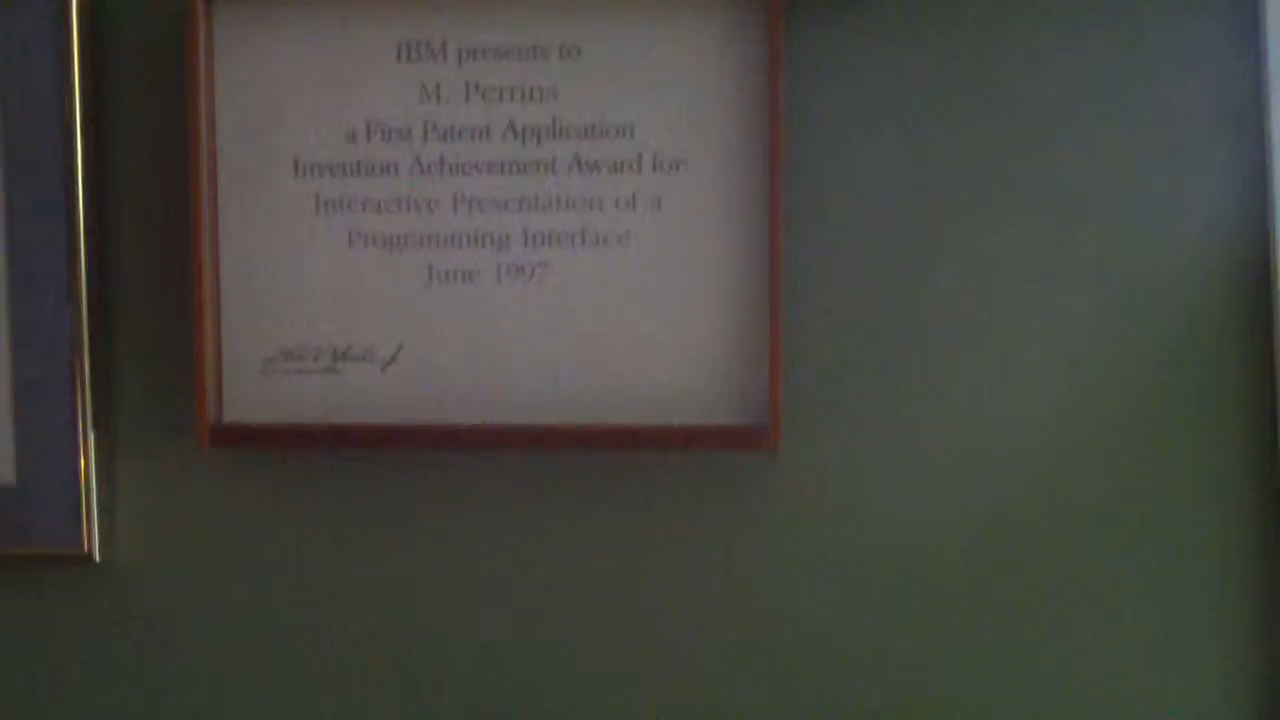 IBM presents to
M. Perrins
a First Patent Application
Invention Achievement Award for
Interactive Presentation of a
Programming Interface
June 1997